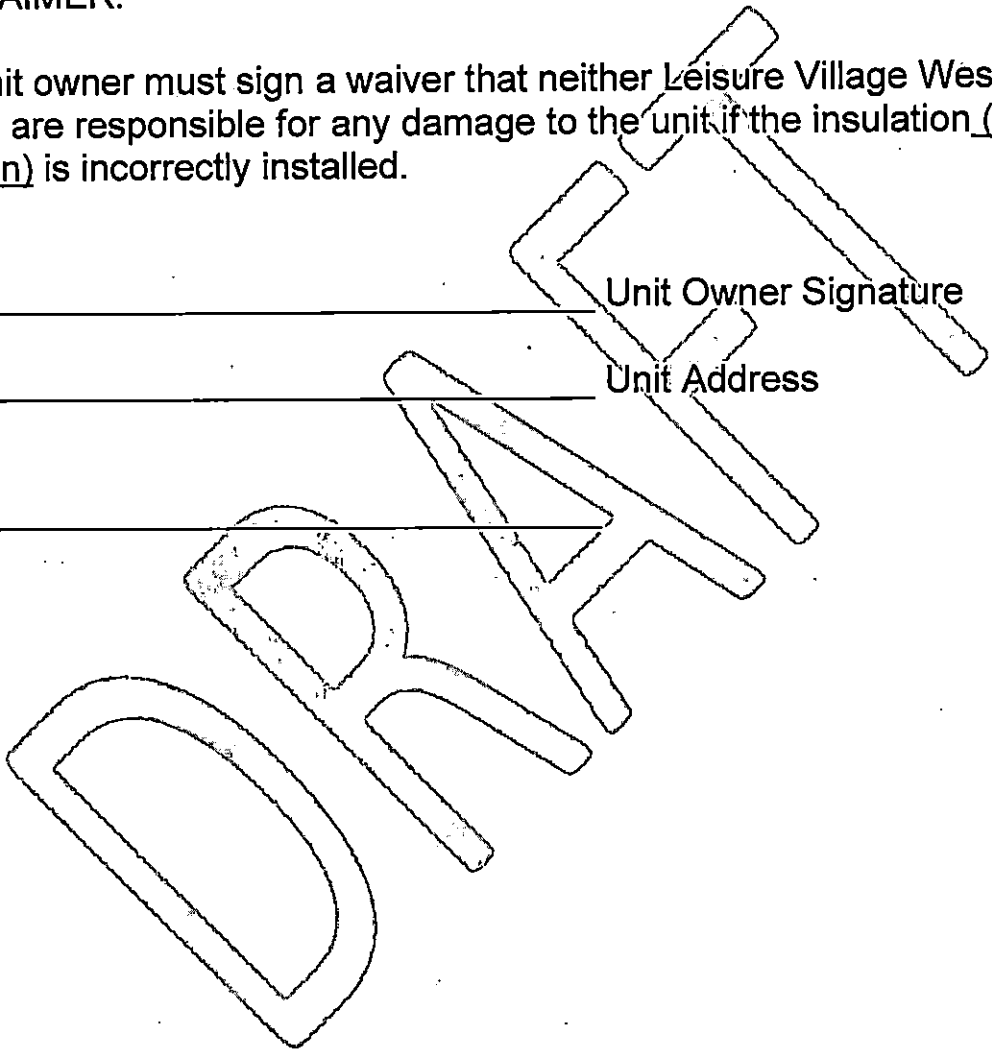 AIMER:
nit owner must sign a waiver that neither Leisure Village Wes
are responsible for any damage to the unit if the insulation (
n) is incorrectly installed.
Unit Owner Signature
Unit Address
DRAFT